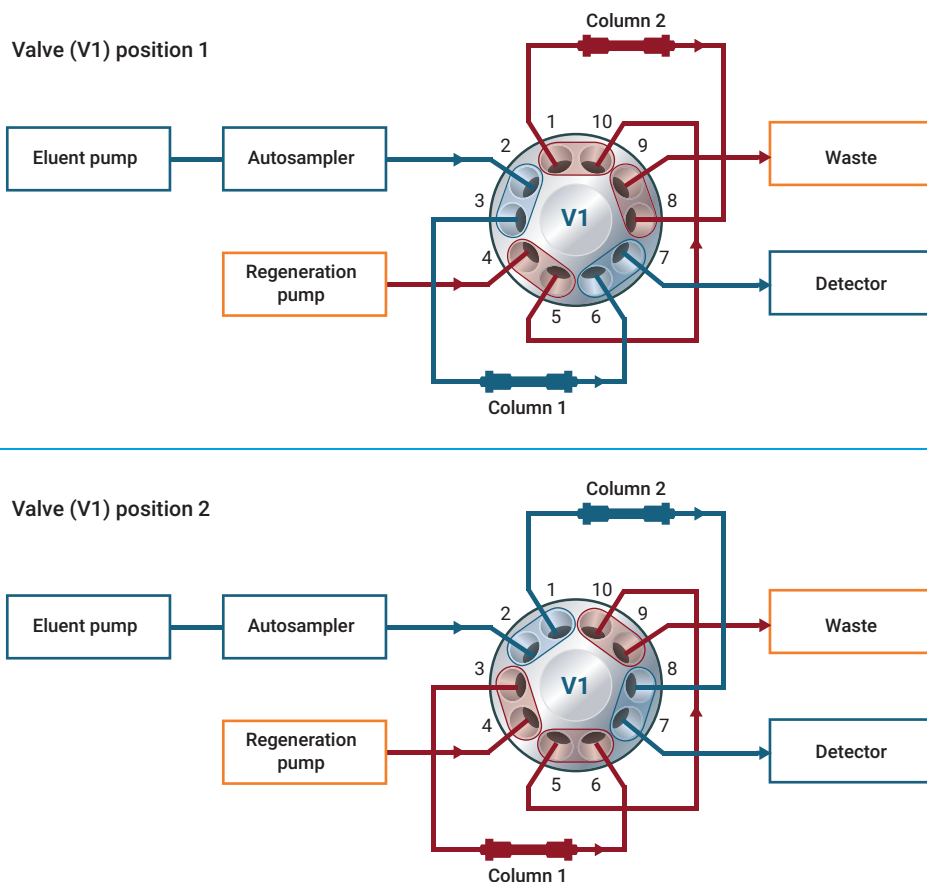 Column 2
Valve (V1) position 1
1
10
2
9
Eluent pump
Autosampler
Waste
3
V1
8
4
7
Regeneration
pump
Detector
5
6
Column 1
Column 2
Valve (V1) position 2
1
10
2
9
Eluent pump
Autosampler
Waste
3
V1
8
4
7
Regeneration
pump
Detector
5
6
Column 1